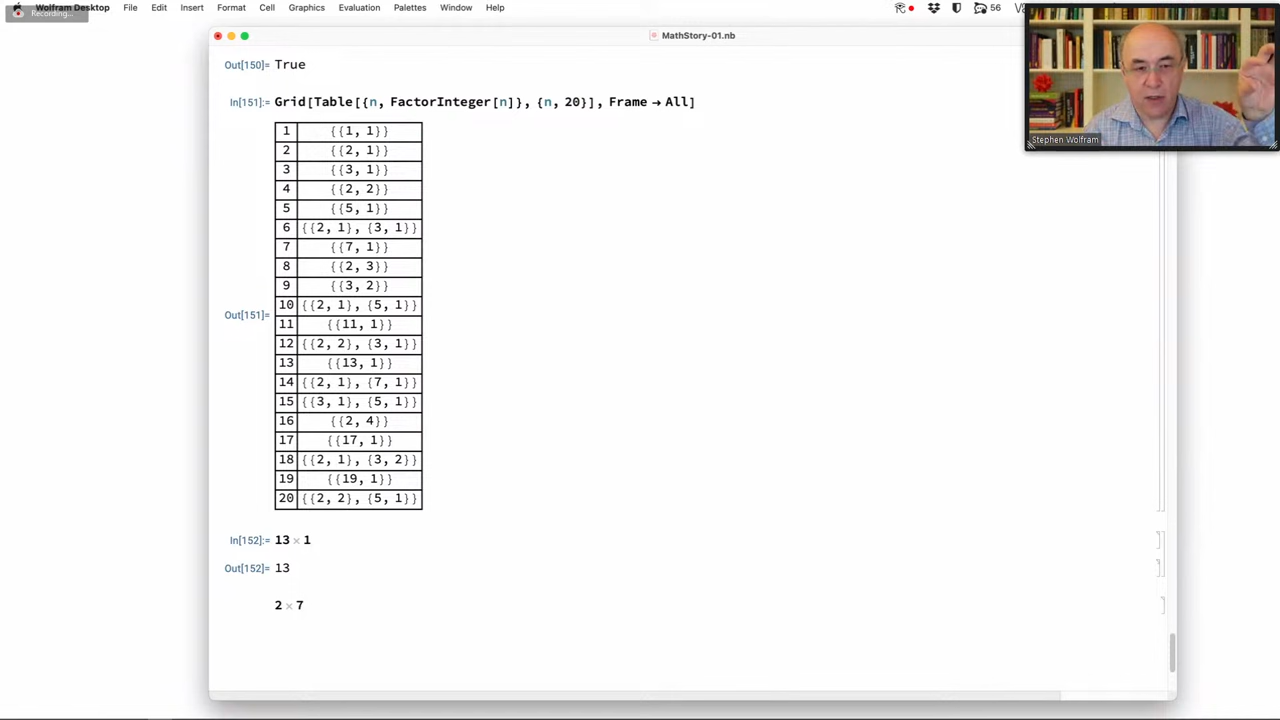 Wolfram Desktop File Edit Insert Format Cell Graphics Evaluation Palettes Window Help 56
Recording...
MathStory-01.nb
Stephen Wolfram
Out[150]= True
In[151]:= Grid[Table[{n, FactorInteger[n]}, {n, 20}], Frame → All]
1 {{1, 1}}
2 {{2, 1}}
3 {{3, 1}}
4 {{2, 2}}
5 {{5, 1}}
6 {{2, 1}, {3, 1}}
7 {{7, 1}}
8 {{2, 3}}
9 {{3, 2}}
10 {{2, 1}, {5, 1}}
Out[151]=
11 {{11, 1}}
12 {{2, 2}, {3, 1}}
13 {{13, 1}}
14 {{2, 1}, {7, 1}}
15 {{3, 1}, {5, 1}}
16 {{2, 4}}
17 {{17, 1}}
18 {{2, 1}, {3, 2}}
19 {{19, 1}}
20 {{2, 2}, {5, 1}}
In[152]:= 13 × 1
Out[152]= 13
2 × 7